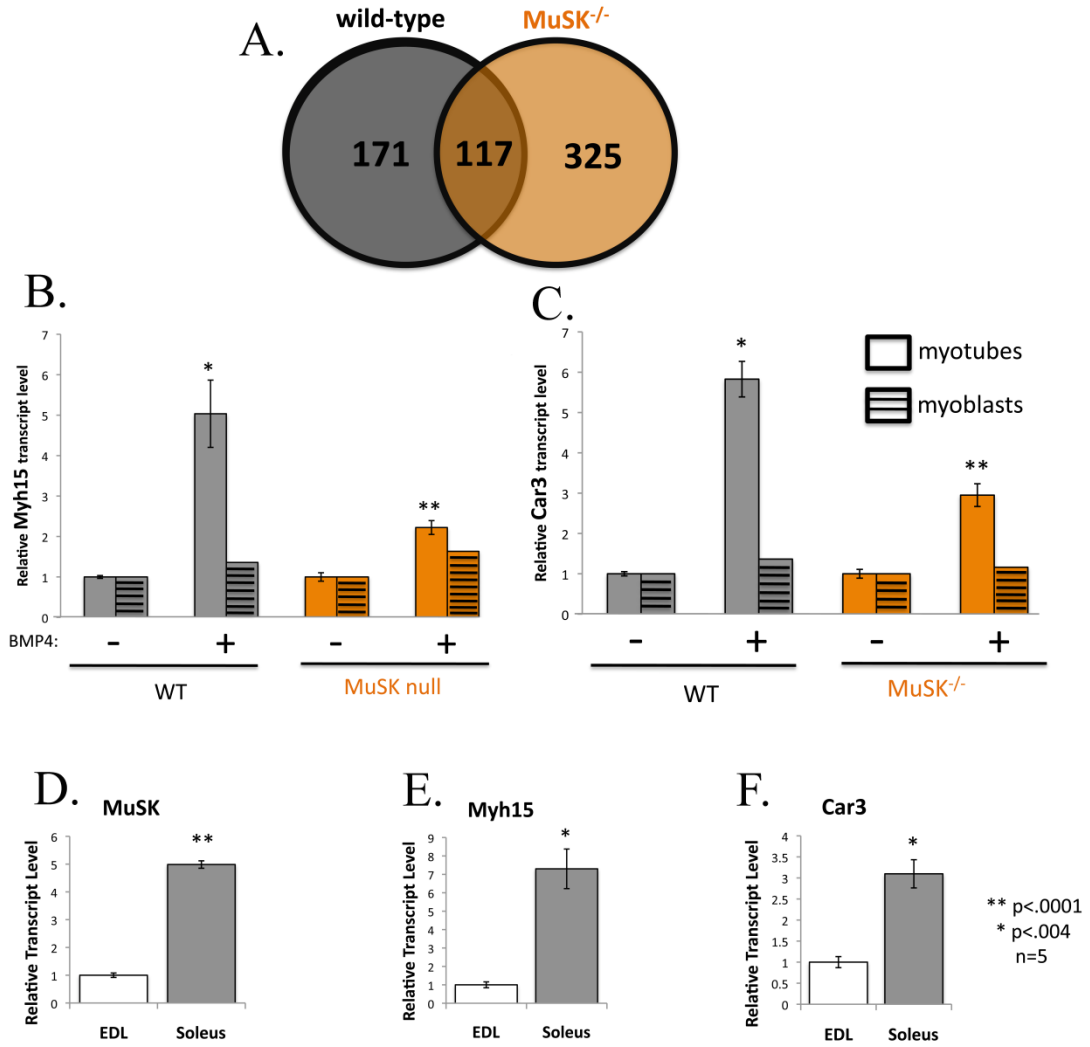 A.
wild-type
MuSK-/-
171
117
325
B.
Relative Myh15 transcript level
7
6
5
4
3
2
1
0
*
**
BMP4:
-
+
-
+
WT
MuSK null
C.
Relative Car3 transcript level
7
6
5
4
3
2
1
0
*
**
myotubes
myoblasts
-
+
-
+
WT
MuSK-/-
D.
MuSK
Relative Transcript Level
6
5
4
3
2
1
0
**
EDL
Soleus
E.
Myh15
Relative Transcript Level
9
8
7
6
5
4
3
2
1
0
*
EDL
Soleus
F.
Car3
Relative Transcript Level
4
3.5
3
2.5
2
1.5
1
0.5
0
*
EDL
Soleus
** p<.0001
* p<.004
n=5